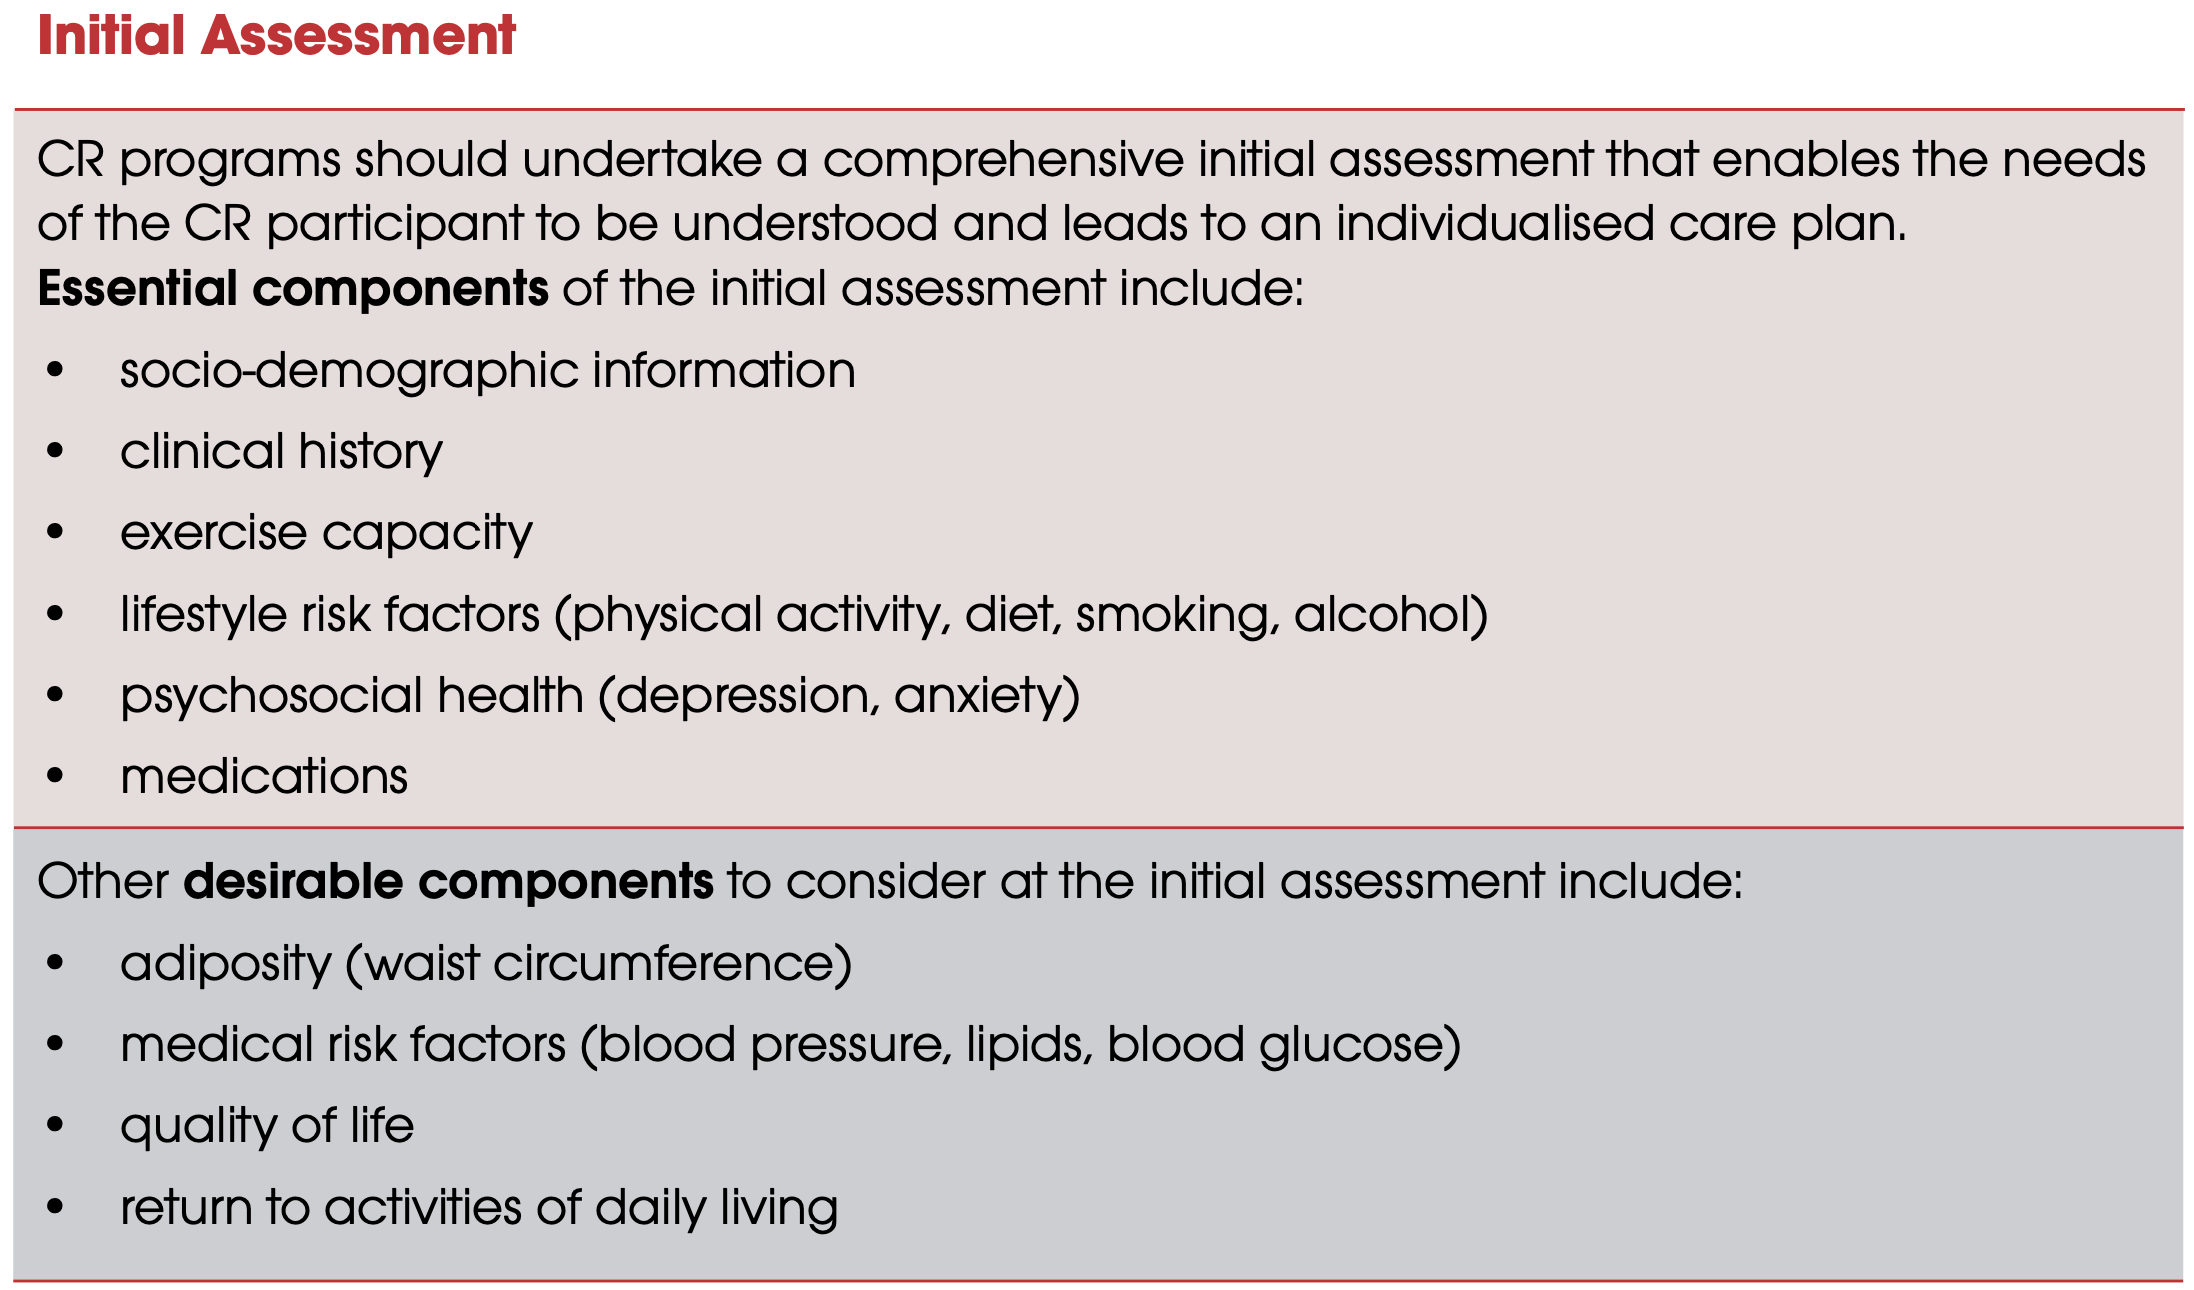 Initial Assessment
CR programs should undertake a comprehensive initial assessment that enables the needs
of the CR participant to be understood and leads to an individualised care plan.
Essential components of the initial assessment include:
• socio-demographic information
• clinical history
• exercise capacity
• lifestyle risk factors (physical activity, diet, smoking, alcohol)
• psychosocial health (depression, anxiety)
• medications
Other desirable components to consider at the initial assessment include:
• adiposity (waist circumference)
• medical risk factors (blood pressure, lipids, blood glucose)
• quality of life
• return to activities of daily living